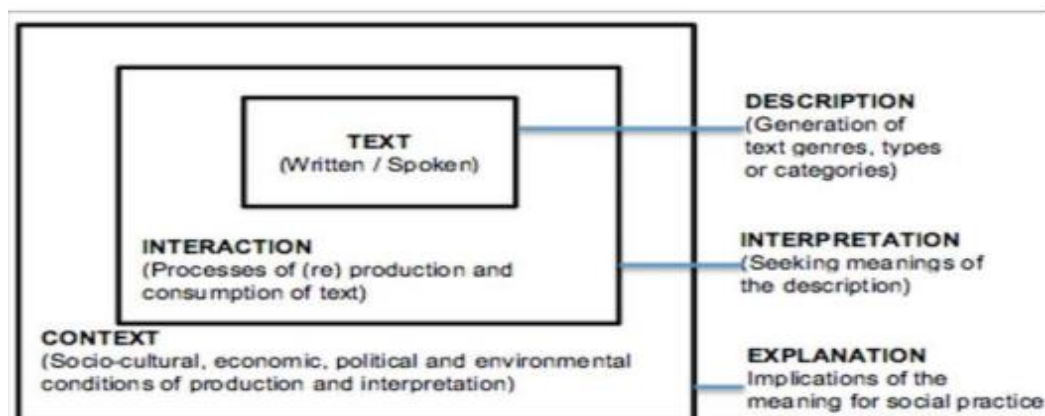 TEXT
(Written / Spoken)
INTERACTION
(Processes of (re) production and
consumption of text)
CONTEXT
(Socio-cultural, economic, political and environmental
conditions of production and interpretation)
DESCRIPTION
(Generation of
text genres, types
or categories)
INTERPRETATION
(Seeking meanings of
the description)
EXPLANATION
Implications of the
meaning for social practice